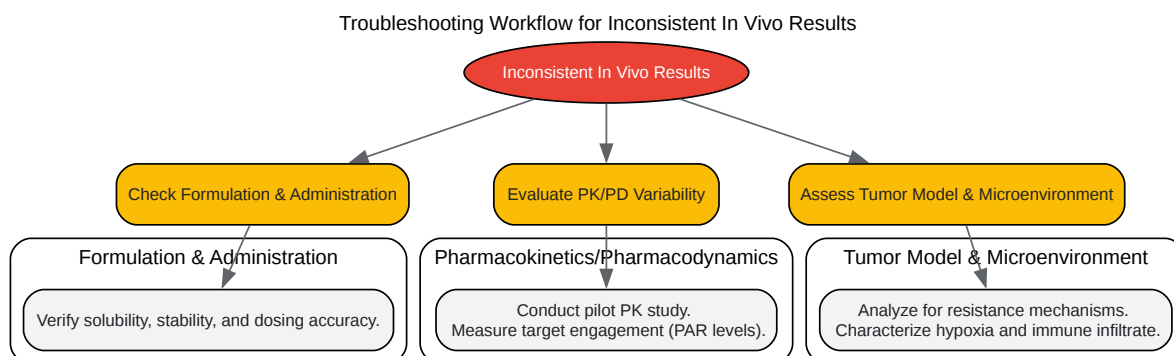 Troubleshooting Workflow for Inconsistent In Vivo Results
Inconsistent In Vivo Results
Check Formulation & Administration
Evaluate PK/PD Variability
Assess Tumor Model & Microenvironment
Formulation & Administration
Pharmacokinetics/Pharmacodynamics
Tumor Model & Microenvironment
Verify solubility, stability, and dosing accuracy.
Conduct pilot PK study.
Measure target engagement (PAR levels).
Analyze for resistance mechanisms.
Characterize hypoxia and immune infiltrate.